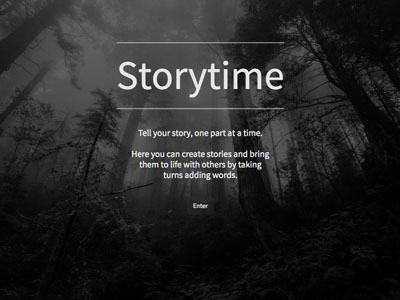 Storytime
Tell your story, one part at a time.
Here you can create stories and bring
them to life with others by taking
turns adding words.
Enter